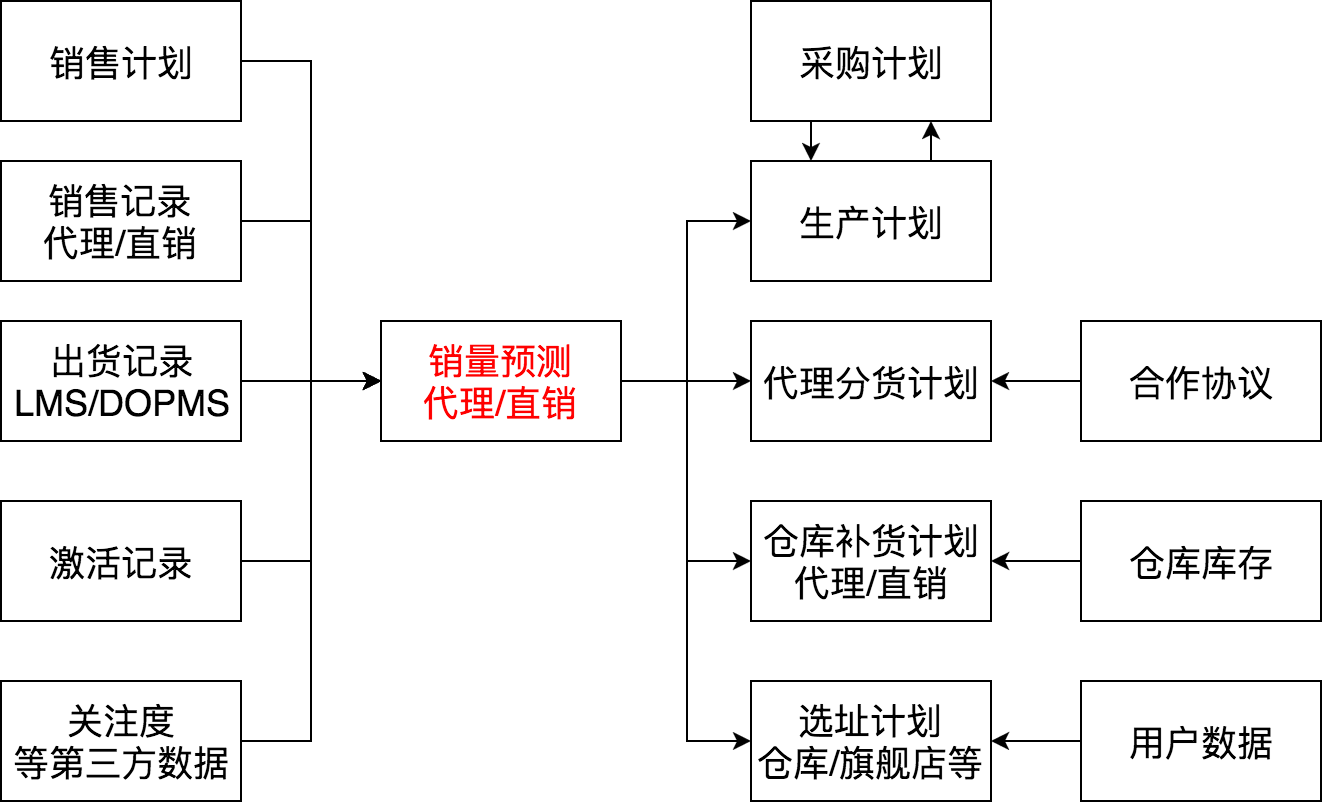 销售计划
销售记录
代理/直销
出货记录
LMS/DOPMS
激活记录
关注度
等第三方数据
销量预测
代理/直销
采购计划
生产计划
代理分货计划
仓库补货计划
代理/直销
选址计划
仓库/旗舰店等
合作协议
仓库库存
用户数据